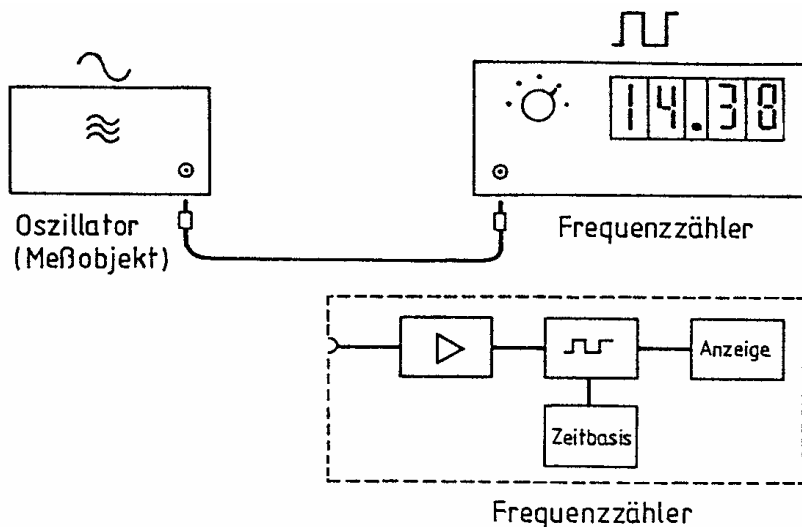 14.38
Oszillator
(Meßobjekt)
Frequenzzähler
Anzeige
Zeitbasis
Frequenzzähler